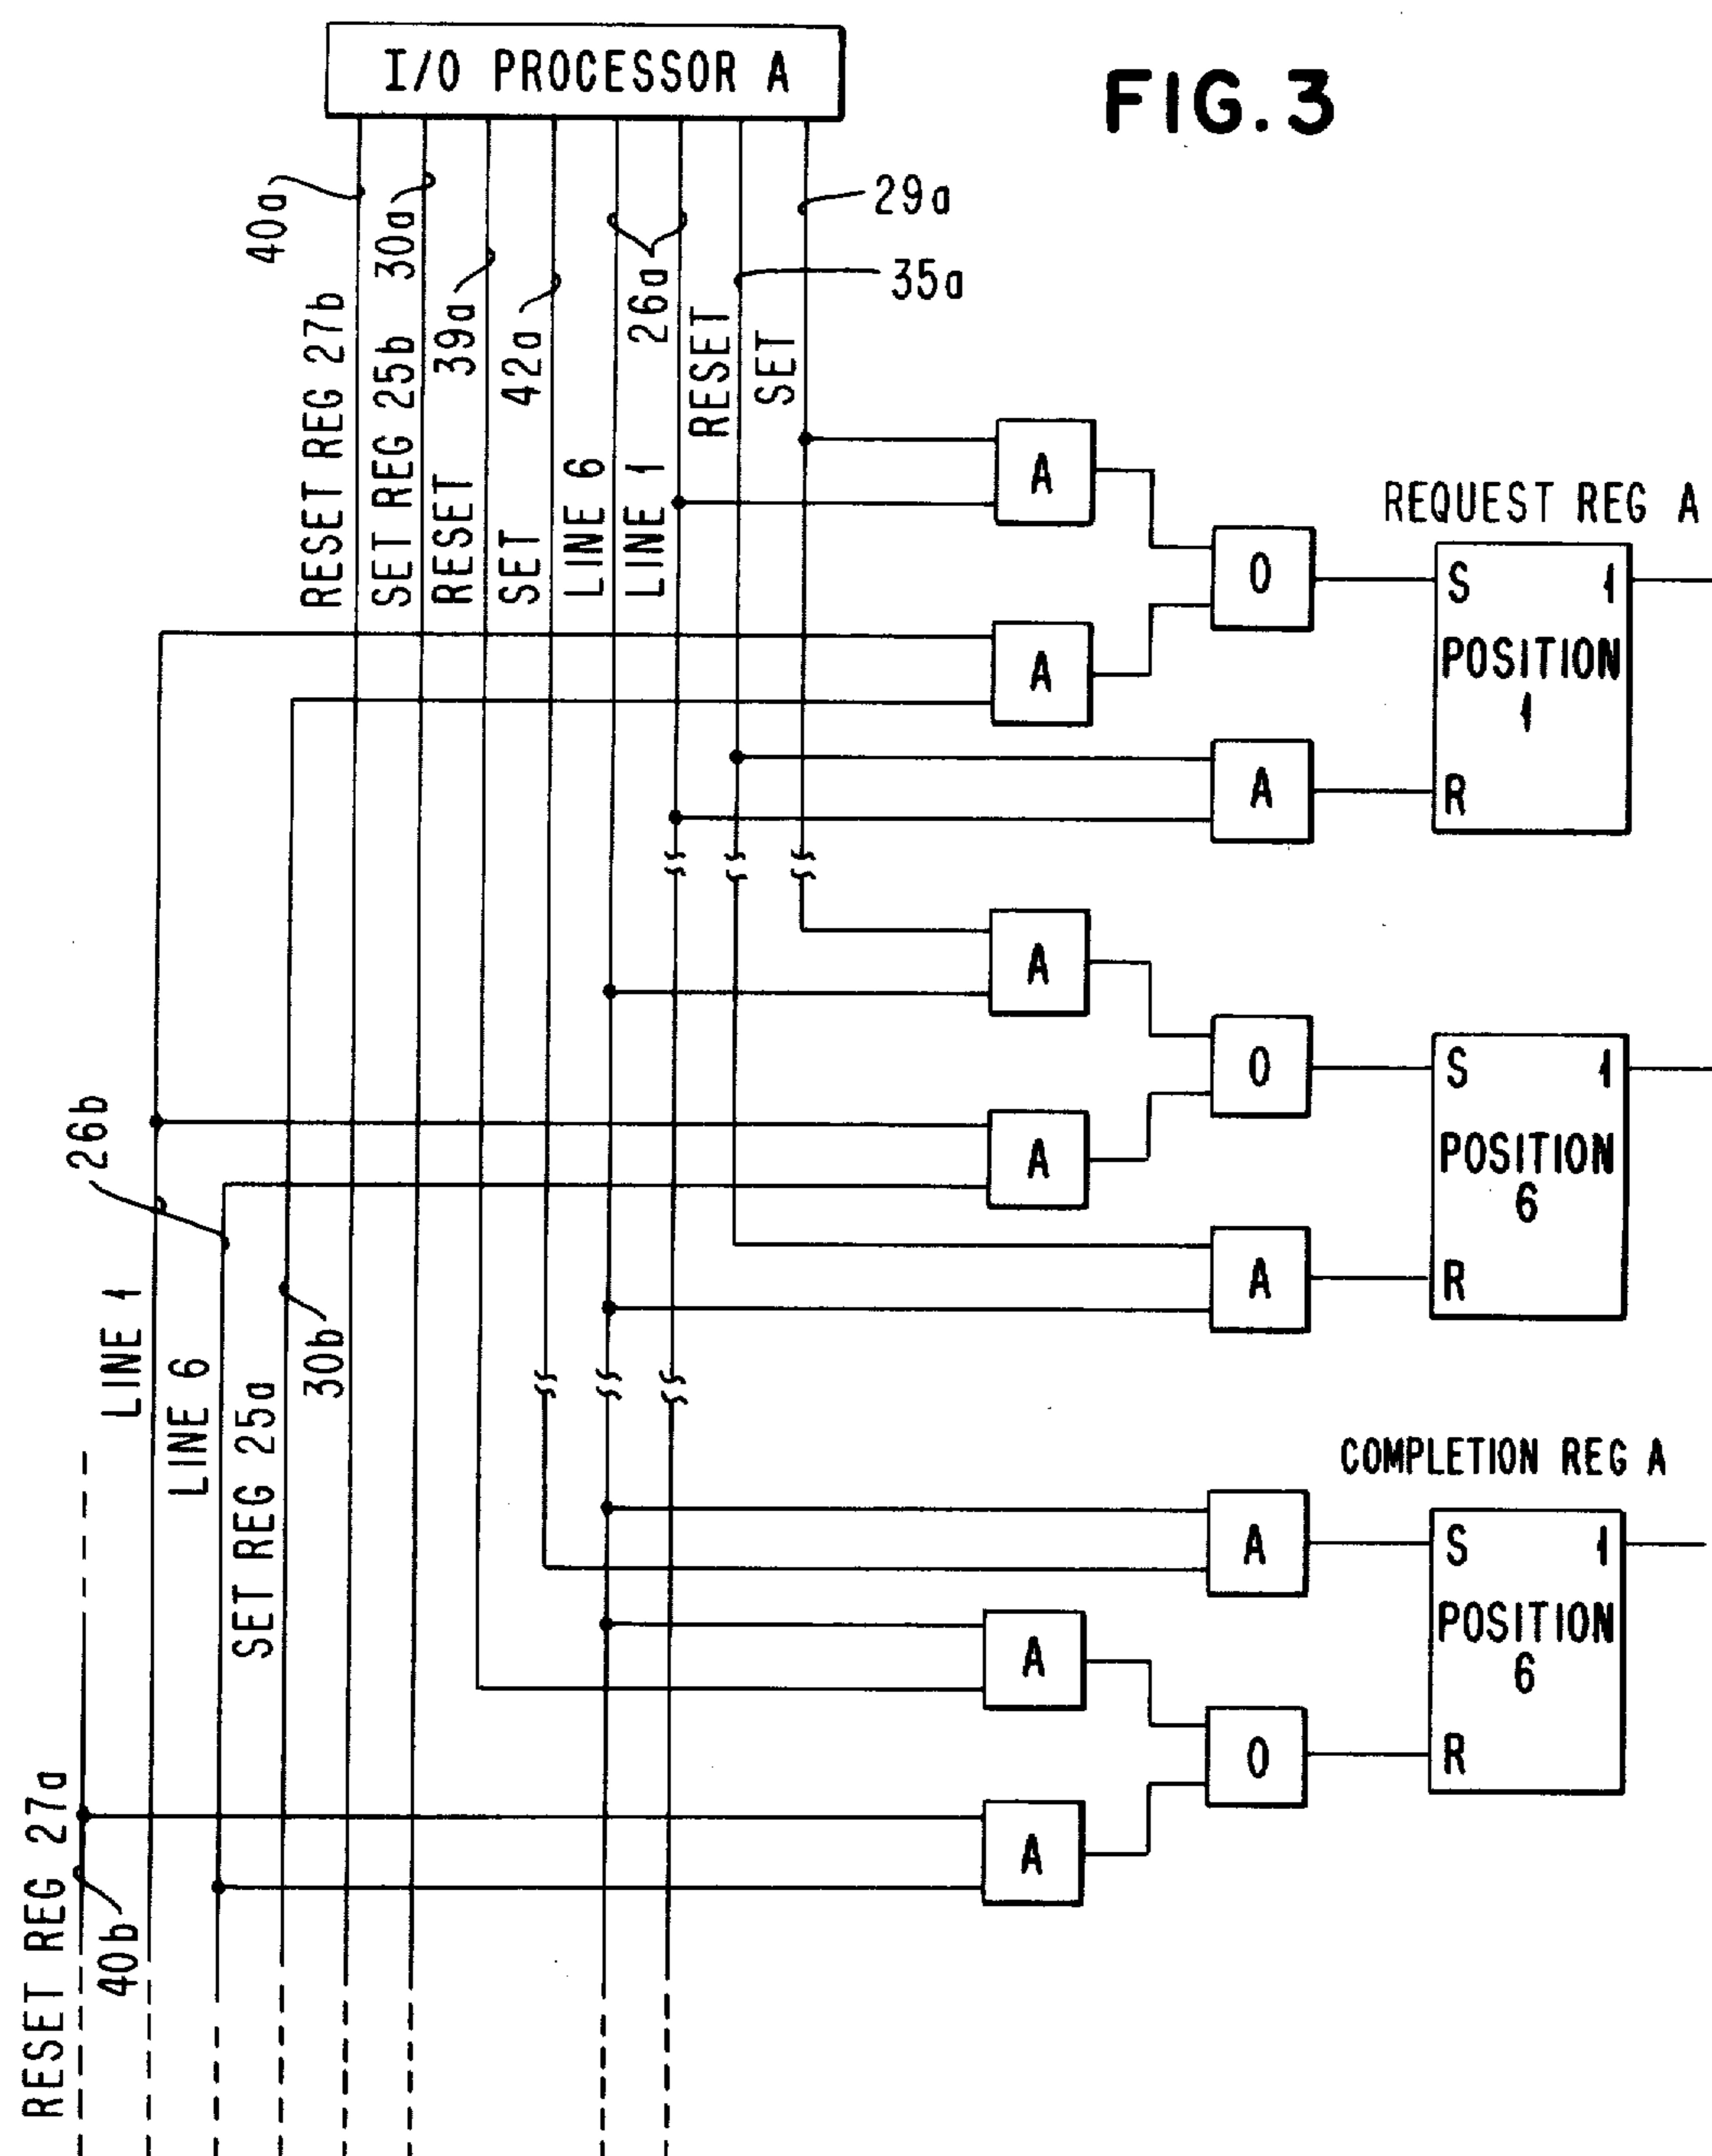 I/O PROCESSOR A
FIG. 3
40a
30a
39a
42a
26a
29a
35a
RESET REG 27b
SET REG 25b
RESET
SET
LINE 6
LINE 1
RESET
SET
A
REQUEST REG A
O
S 1
A
POSITION
1
A
R
A
O
S 1
26b
A
POSITION
6
A
R
LINE 1
LINE 6
SET REG 25a
30b
COMPLETION REG A
A
S 1
POSITION
6
A
O
R
A
RESET REG 27a
40b